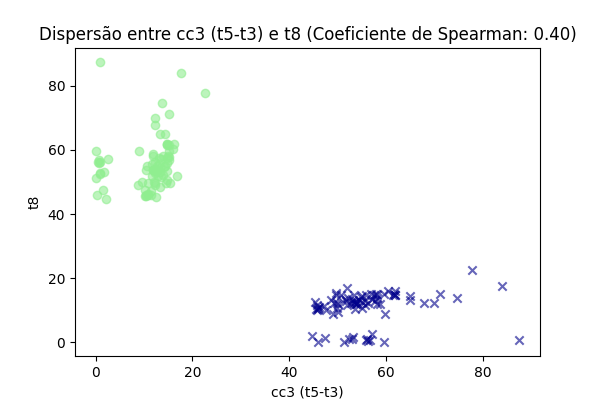 Dispersão entre cc3 (t5-t3) e t8 (Coeficiente de Spearman: 0.40)
80
60
t8
40
20
0
0 20 40 60 80
cc3 (t5-t3)